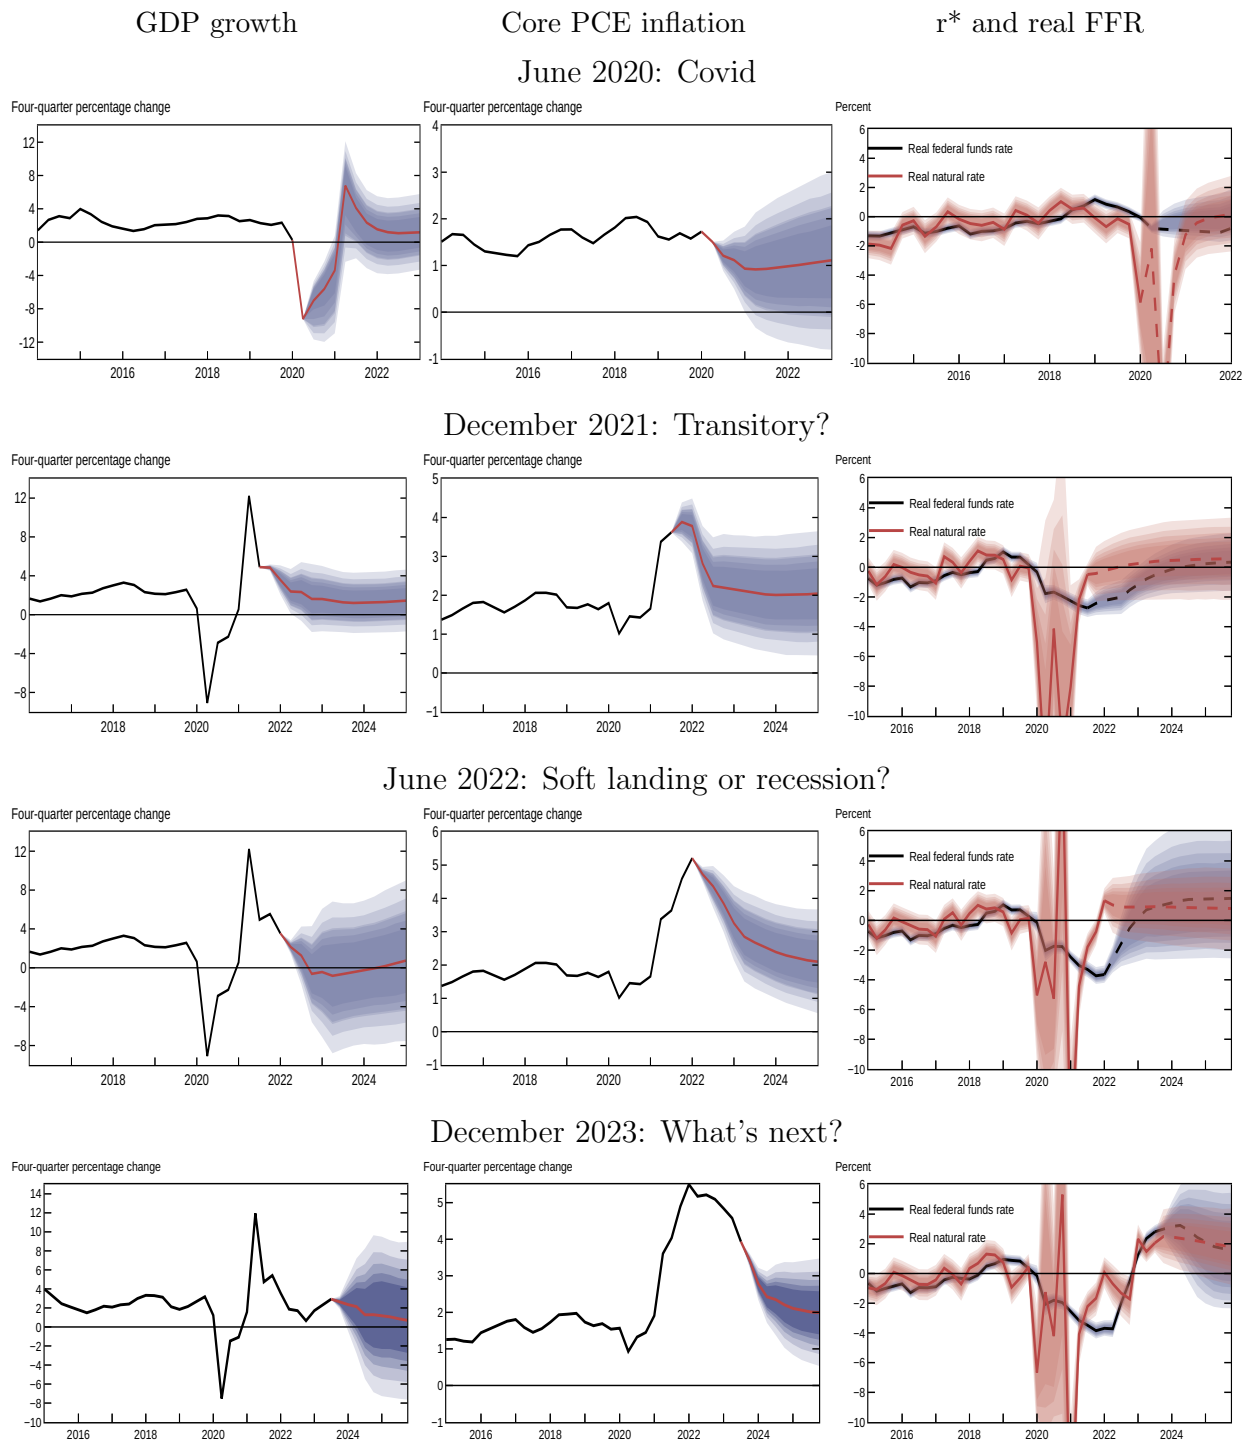 GDP growth Core PCE inflation r* and real FFR
June 2020: Covid
Four-quarter percentage change Four-quarter percentage change Percent
12 8 4 0 -4 -8 -12
2016 2018 2020 2022
4 3 2 1 0 -1
2016 2018 2020 2022
6 4 2 0 -2 -4 -6 -8 -10
Real federal funds rate
Real natural rate
2016 2018 2020 2022
December 2021: Transitory?
Four-quarter percentage change Four-quarter percentage change Percent
12 8 4 0 −4 −8
2018 2020 2022 2024
5 4 3 2 1 0 −1
2018 2020 2022 2024
6 4 2 0 −2 −4 −6 −8 −10
Real federal funds rate
Real natural rate
2016 2018 2020 2022 2024
June 2022: Soft landing or recession?
Four-quarter percentage change Four-quarter percentage change Percent
12 8 4 0 −4 −8
2018 2020 2022 2024
6 5 4 3 2 1 0 −1
2018 2020 2022 2024
6 4 2 0 −2 −4 −6 −8 −10
Real federal funds rate
Real natural rate
2016 2018 2020 2022 2024
December 2023: What's next?
Four-quarter percentage change Four-quarter percentage change Percent
14 12 10 8 6 4 2 0 −2 −4 −6 −8 −10
2016 2018 2020 2022 2024
5 4 3 2 1 0 −1
2016 2018 2020 2022 2024
6 4 2 0 −2 −4 −6 −8 −10
Real federal funds rate
Real natural rate
2016 2018 2020 2022 2024